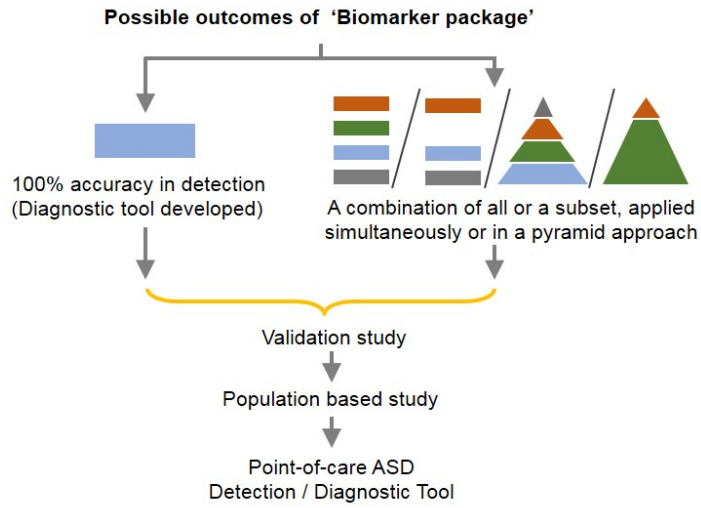 Possible outcomes of ‘Biomarker package’
100% accuracy in detection
(Diagnostic tool developed)
A combination of all or a subset, applied
simultaneously or in a pyramid approach
Validation study
Population based study
Point-of-care ASD
Detection / Diagnostic Tool